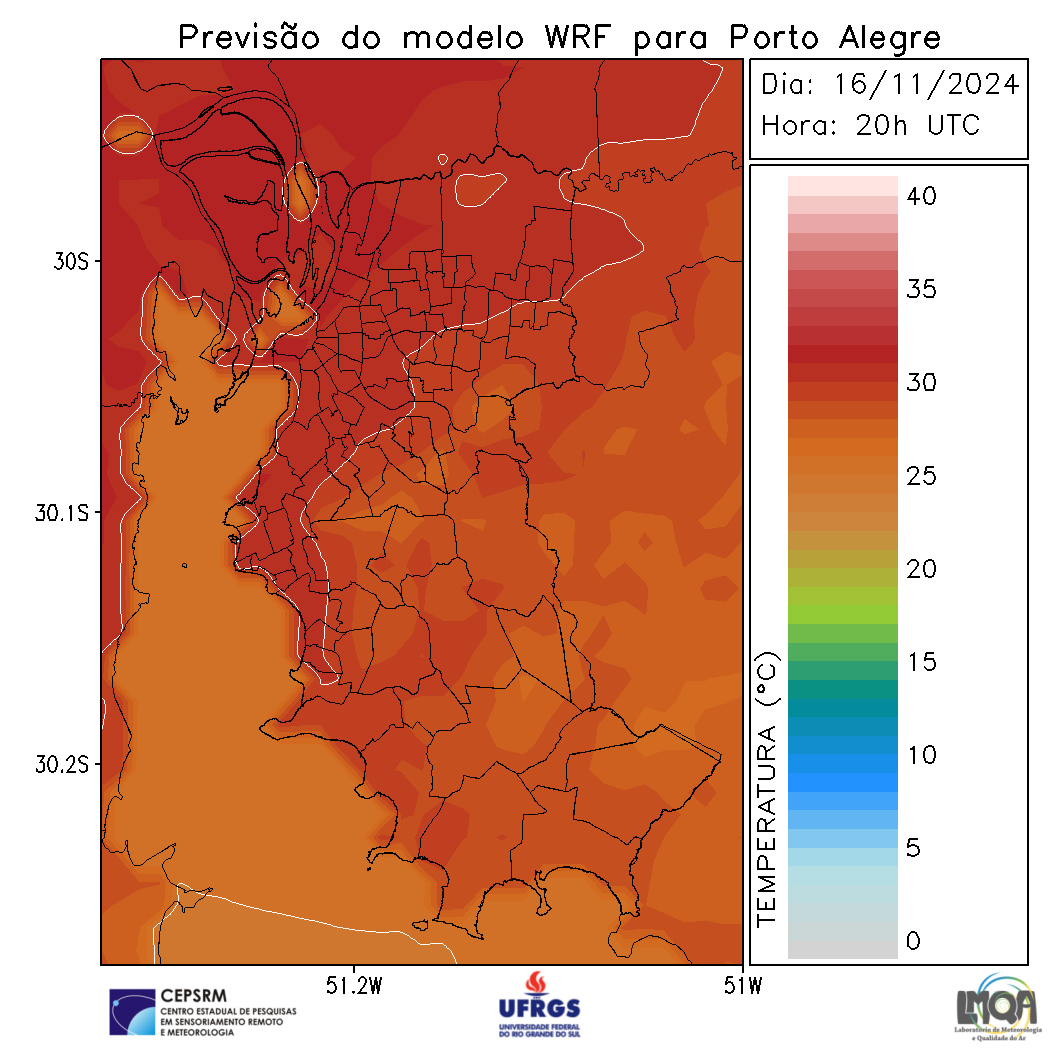 Previsão do modelo WRF para Porto Alegre
Dia: 16/11/2024
Hora: 20h UTC
30S
30.1S
30.2S
51.2W
51W
TEMPERATURA (°C)
40
35
30
25
20
15
10
5
0
CEPSRM
CENTRO ESTADUAL DE PESQUISAS
EM SENSORIAMENTO REMOTO
E METEOROLOGIA
UFRGS
UNIVERSIDADE FEDERAL
DO RIO GRANDE DO SUL
LMQA
Laboratório de Meteorologia
e Qualidade do Ar